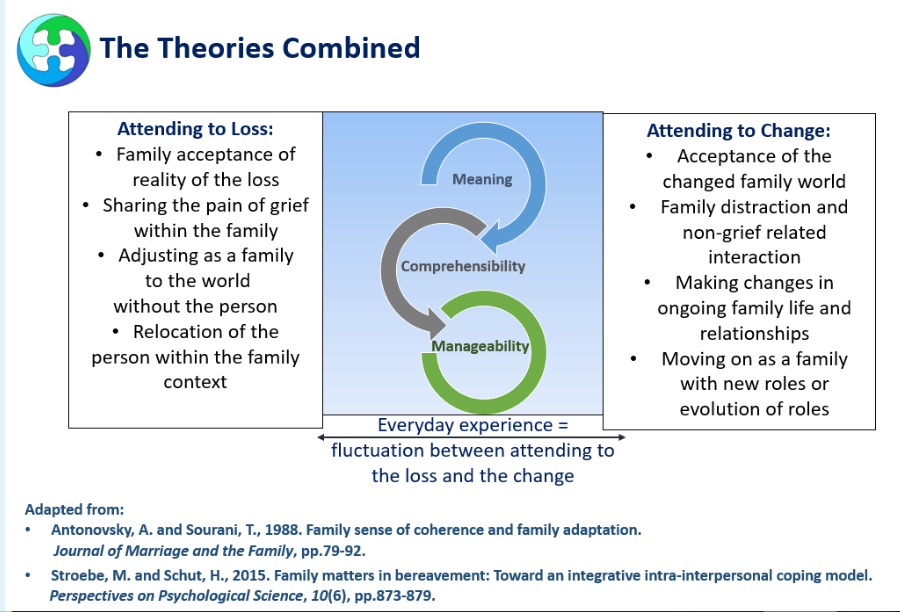 The Theories Combined
Attending to Loss:
• Family acceptance of
reality of the loss
• Sharing the pain of grief
within the family
• Adjusting as a family
to the world
without the person
• Relocation of the
person within the family
context
Meaning
Comprehensibility
Manageability
Attending to Change:
• Acceptance of the
changed family world
• Family distraction and
non-grief related
interaction
• Making changes in
ongoing family life and
relationships
• Moving on as a family
with new roles or
evolution of roles
Everyday experience =
fluctuation between attending to
the loss and the change
Adapted from:
• Antonovsky, A. and Sourani, T., 1988. Family sense of coherence and family adaptation.
Journal of Marriage and the Family, pp.79-92.
• Stroebe, M. and Schut, H., 2015. Family matters in bereavement: Toward an integrative intra-interpersonal coping model.
Perspectives on Psychological Science, 10(6), pp.873-879.